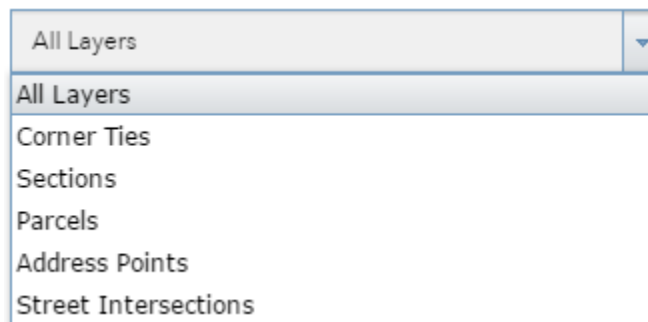 All Layers
All Layers
Corner Ties
Sections
Parcels
Address Points
Street Intersections